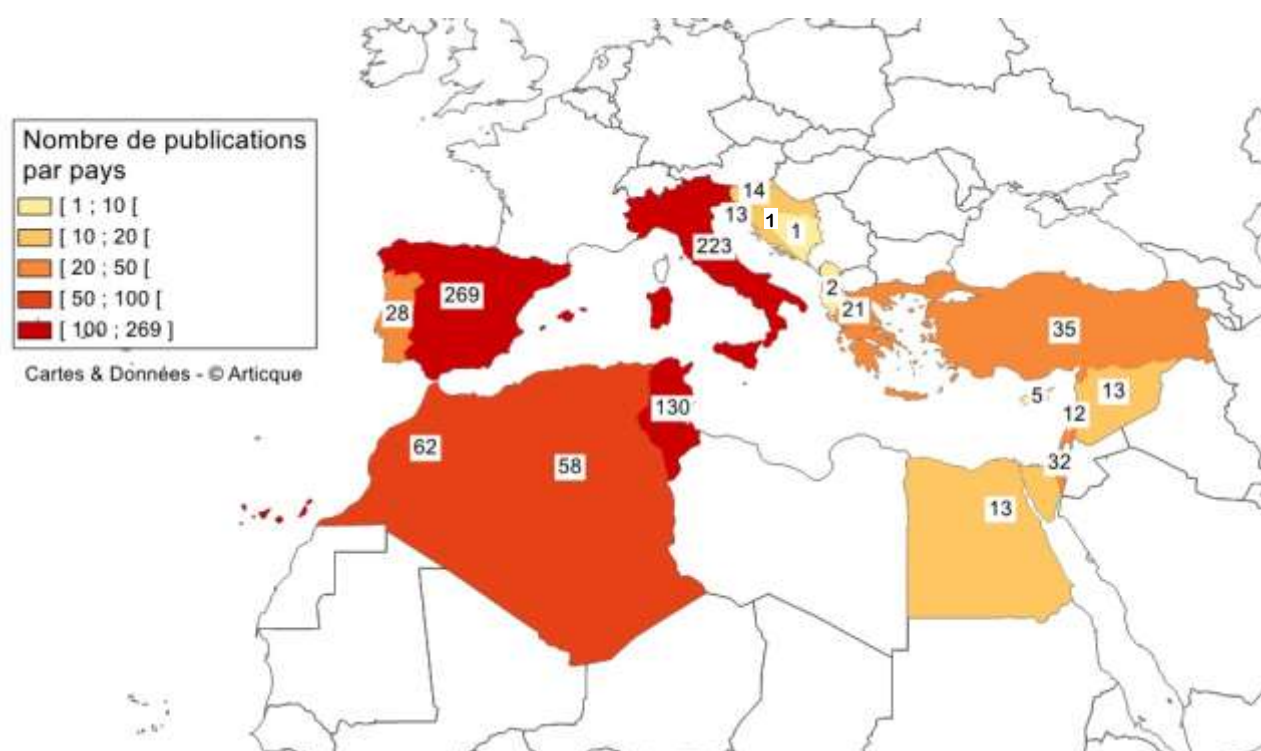 Nombre de publications
par pays
[ 1 ; 10 [
[ 10 ; 20 [
[ 20 ; 50 [
[ 50 ; 100 [
[ 100 ; 269 ]
Cartes & Données - © Articque
14
13
1
1
223
269
28
2
21
35
5
13
12
130
62
58
32
13